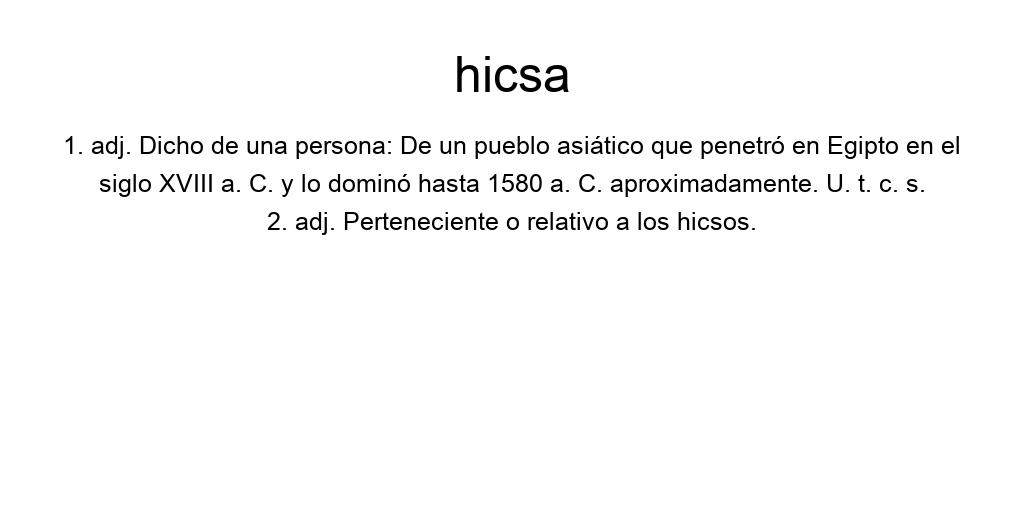 hicsa
1. adj. Dicho de una persona: De un pueblo asiático que penetró en Egipto en el
siglo XVIII a. C. y lo dominó hasta 1580 a. C. aproximadamente. U. t. c. s.
2. adj. Perteneciente o relativo a los hicsos.